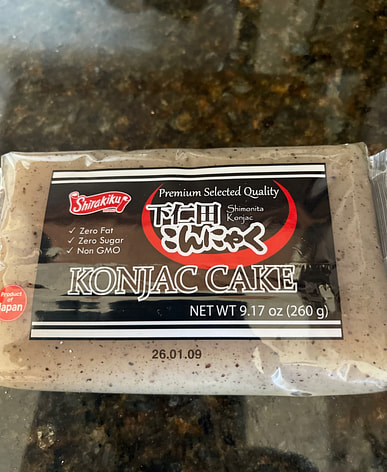 Premium Selected Quality
Shirakiku
下仁田
Shimonita
Konjac
こんにゃく
✓ Zero Fat
✓ Zero Sugar
✓ Non GMO
KONJAC CAKE
Product of
Japan
NET WT 9.17 oz (260 g)
26.01.09